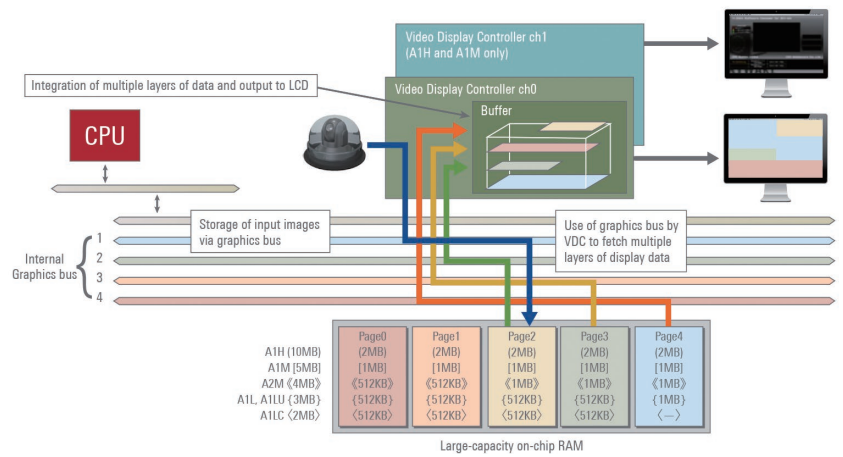 Video Display Controller ch1
(A1H and A1M only)
Integration of multiple layers of data and output to LCD
Video Display Controller ch0
Buffer
CPU
Storage of input images
via graphics bus
Use of graphics bus by
VDC to fetch multiple
layers of display data
Internal
Graphics bus
1
2
3
4
Page0 Page1 Page2 Page3 Page4
A1H (10MB) (2MB) (2MB) (2MB) (2MB) (2MB)
A1M [5MB] [1MB] [1MB] [1MB] [1MB] [1MB]
A2M 《4MB》 《512KB》 《512KB》 《1MB》 《1MB》 《1MB》
A1L, A1LU {3MB} {512KB} {512KB} {512KB} {512KB} {1MB}
A1LC 〈2MB〉 〈512KB〉 〈512KB〉 〈512KB〉 〈512KB〉 〈—〉
Large-capacity on-chip RAM